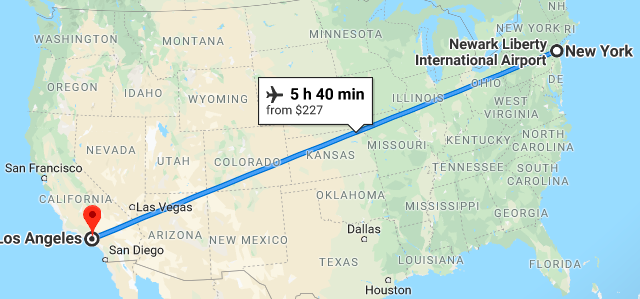 WASHINGTON
MONTANA
MINNESOTA
NEW YORK
RI
Newark Liberty
International Airport
New York
OREGON
IDAHO
WYOMING
5 h 40 min
from $227
ILLINOIS
OHIO
WEST
VIRGINIA
NEVADA
UTAH
COLORADO
KANSAS
MISSOURI
KENTUCKY
NORTH
CAROLINA
San Francisco
CALIFORNIA
Las Vegas
OKLAHOMA
TENNESSEE
SOUTH
CAROLINA
Los Angeles
San Diego
ARIZONA
NEW MEXICO
Dallas
MISSISSIPPI
GEORGIA
TEXAS
LOUISIANA
Houston
FLORIDA